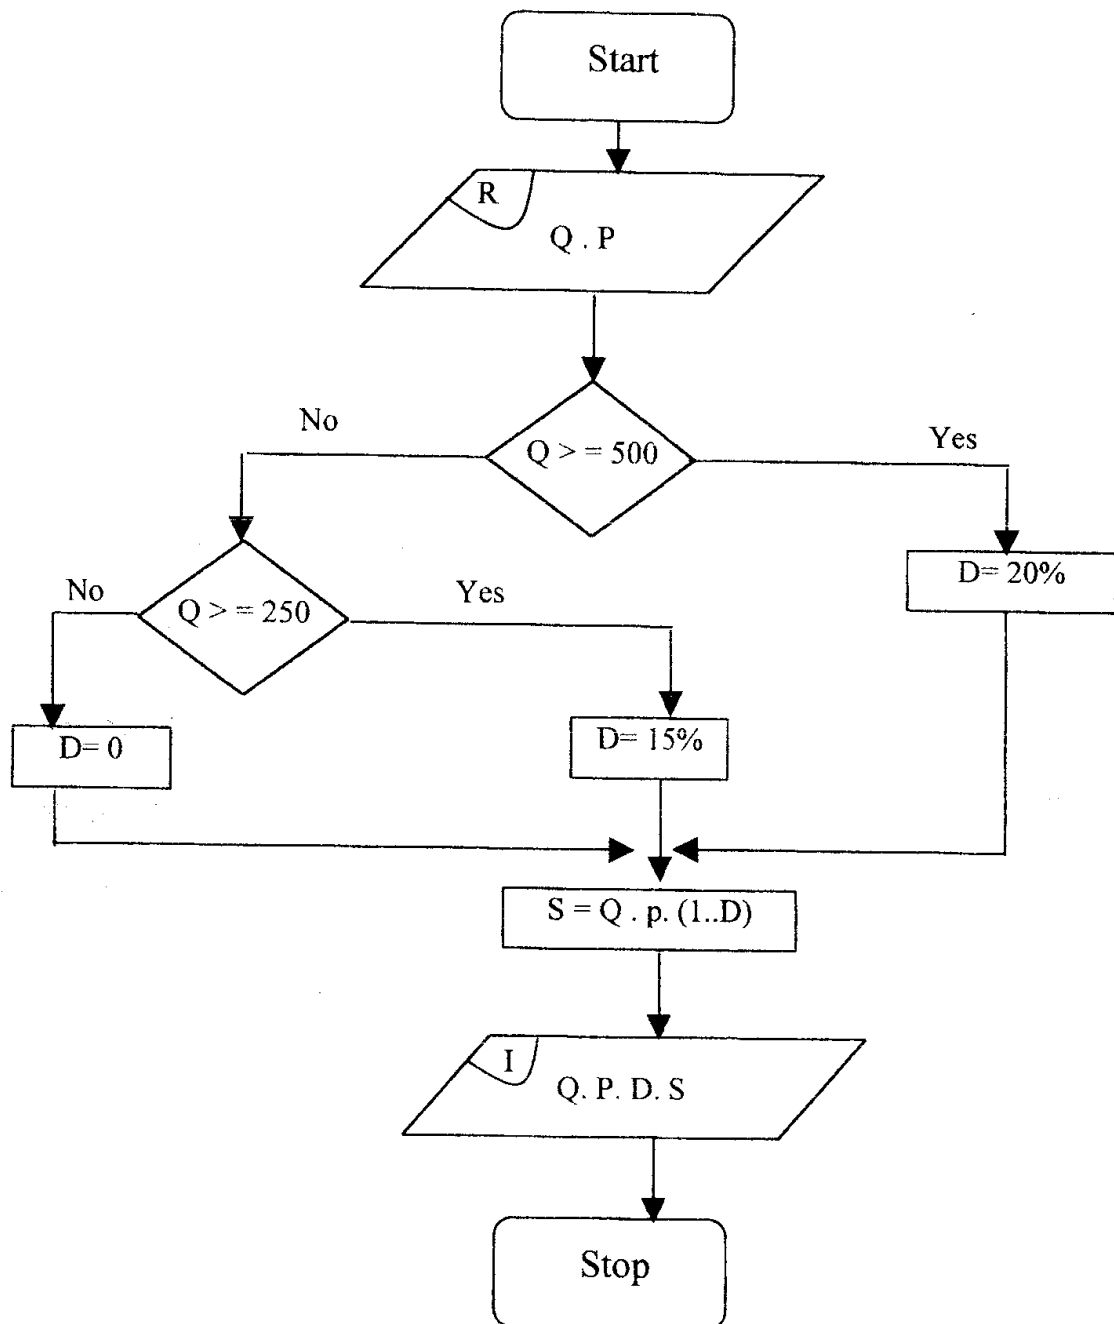 Start
R
Q . P
Q > = 500
No
Yes
Q > = 250
No
Yes
D= 20%
D= 0
D= 15%
S = Q . p. (1..D)
I
Q. P. D. S
Stop